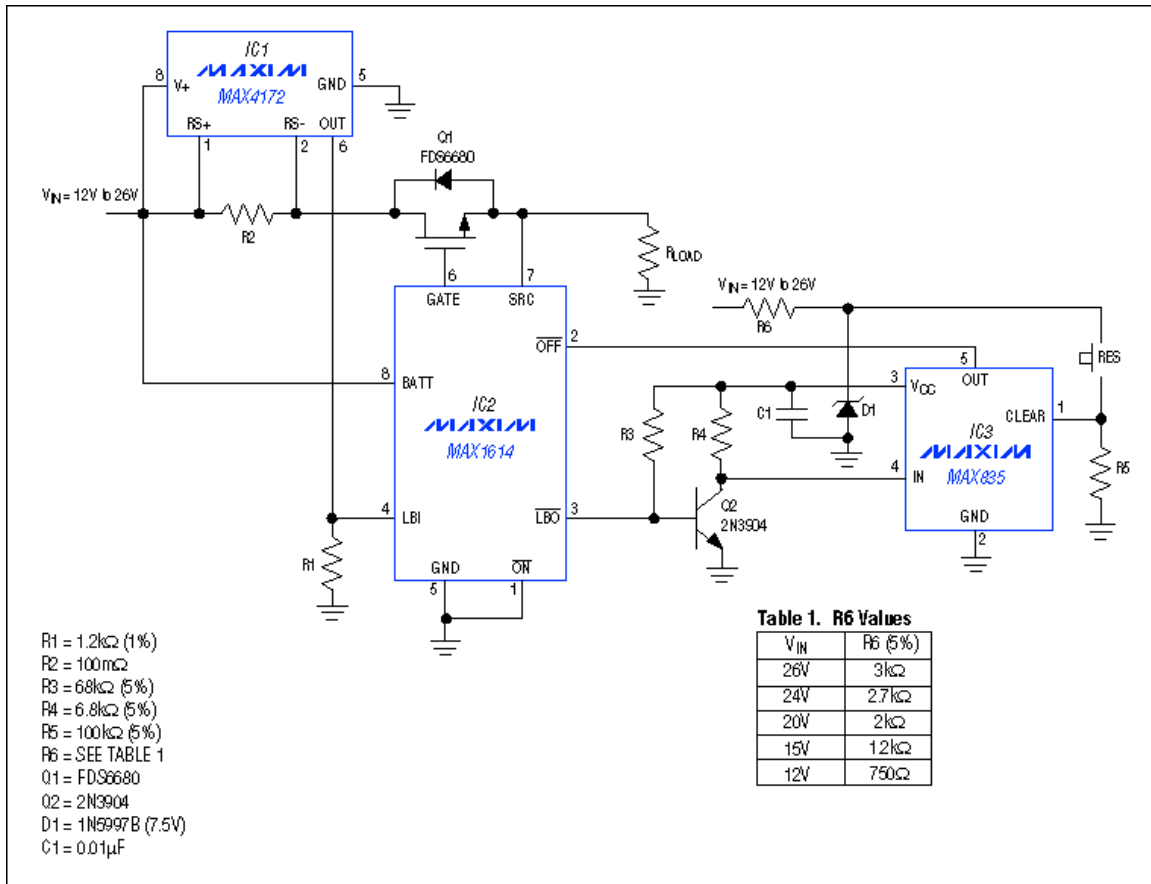 IC1
MAXIM
MAX4172
8
V+
GND
5
RS+
RS-
OUT
1
2
6
Q1
FDS6680
VIN = 12V to 26V
R2
RLOAD
6
7
GATE
SRC
VIN = 12V to 26V
R6
OFF
2
RES
5
OUT
8
BATT
3
VCC
IC2
MAXIM
MAX1614
R3
R4
C1
D1
CLEAR
1
IC3
MAXIM
MAX835
4
IN
R5
4
LBI
LBO
3
Q2
2N3904
GND
2
R1
GND
ON
5
1
R1 = 1.2kΩ (1%)
R2 = 100mΩ
R3 = 68kΩ (5%)
R4 = 6.8kΩ (5%)
R5 = 100kΩ (5%)
R6 = SEE TABLE 1
Q1 = FDS6680
Q2 = 2N3904
D1 = 1N5997B (7.5V)
C1 = 0.01µF
Table 1. R6 Values
VIN R6 (5%)
26V 3kΩ
24V 2.7kΩ
20V 2kΩ
15V 1.2kΩ
12V 750Ω